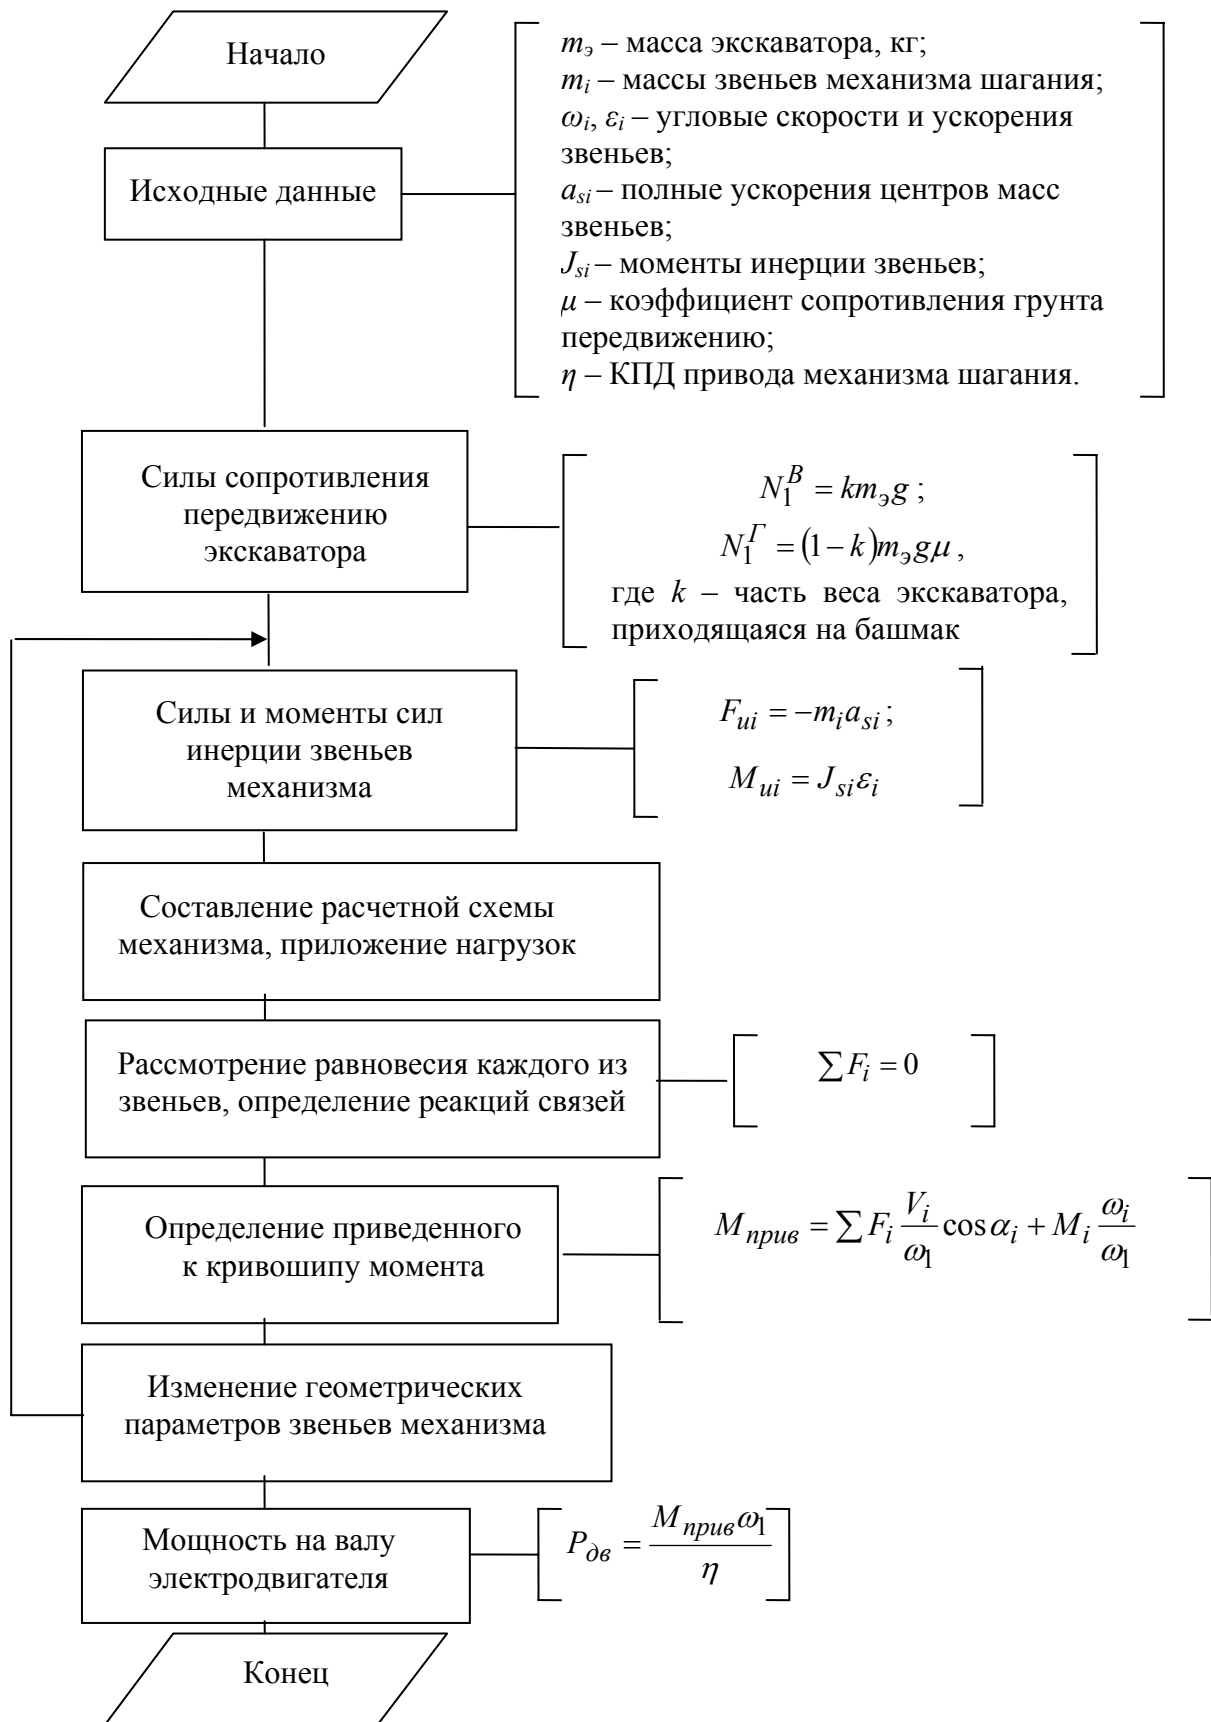 Начало
m_э – масса экскаватора, кг;
m_i – массы звеньев механизма шагания;
ω_i, ε_i – угловые скорости и ускорения
звеньев;
a_si – полные ускорения центров масс
звеньев;
J_si – моменты инерции звеньев;
μ – коэффициент сопротивления грунта
передвижению;
η – КПД привода механизма шагания.
Исходные данные
Силы сопротивления
передвижению
экскаватора
N_1^B = km_э g ;
N_1^Г = (1 − k)m_э gμ ,
где k – часть веса экскаватора,
приходящаяся на башмак
Силы и моменты сил
инерции звеньев
механизма
F_ui = −m_i a_si ;
M_ui = J_si ε_i
Составление расчетной схемы
механизма, приложение нагрузок
Рассмотрение равновесия каждого из
звеньев, определение реакций связей
∑ F_i = 0
Определение приведенного
к кривошипу момента
M_прив = ∑ F_i V_i/ω_1 cos α_i + M_i ω_i/ω_1
Изменение геометрических
параметров звеньев механизма
Мощность на валу
электродвигателя
P_дв = M_прив ω_1/η
Конец